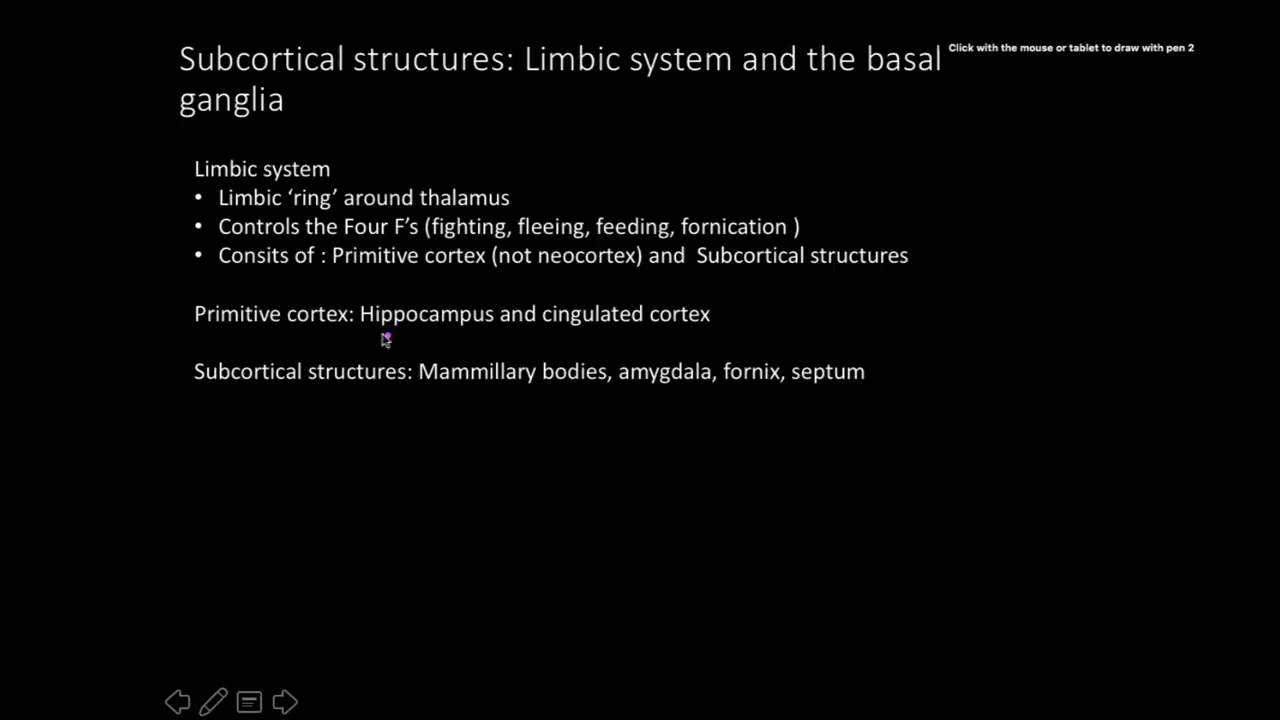 Subcortical structures: Limbic system and the basal
ganglia
Click with the mouse or tablet to draw with pen 2
Limbic system
• Limbic ‘ring’ around thalamus
• Controls the Four F’s (fighting, fleeing, feeding, fornication )
• Consits of : Primitive cortex (not neocortex) and  Subcortical structures
Primitive cortex: Hippocampus and cingulated cortex
Subcortical structures: Mammillary bodies, amygdala, fornix, septum